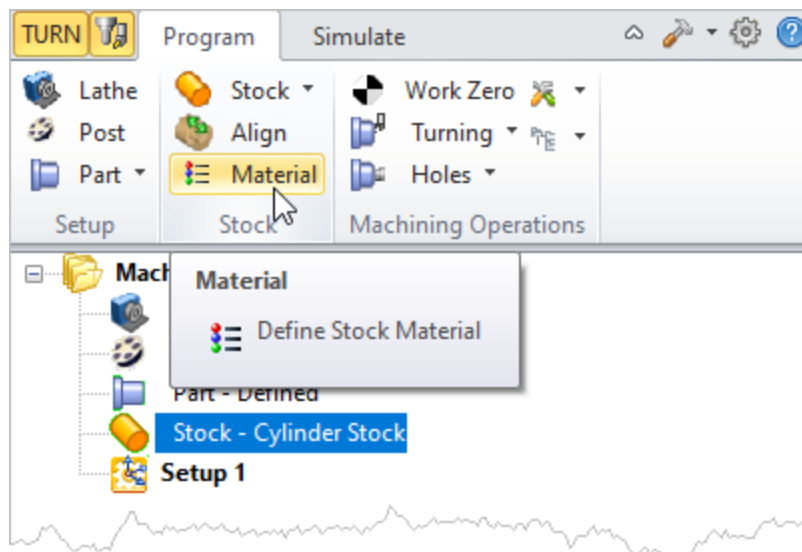 TURN Program Simulate
Lathe Stock Work Zero
Post Align Turning
Part Material Holes
Setup Stock Machining Operations
Mach
Material
Define Stock Material
Part - Defined
Stock - Cylinder Stock
Setup 1